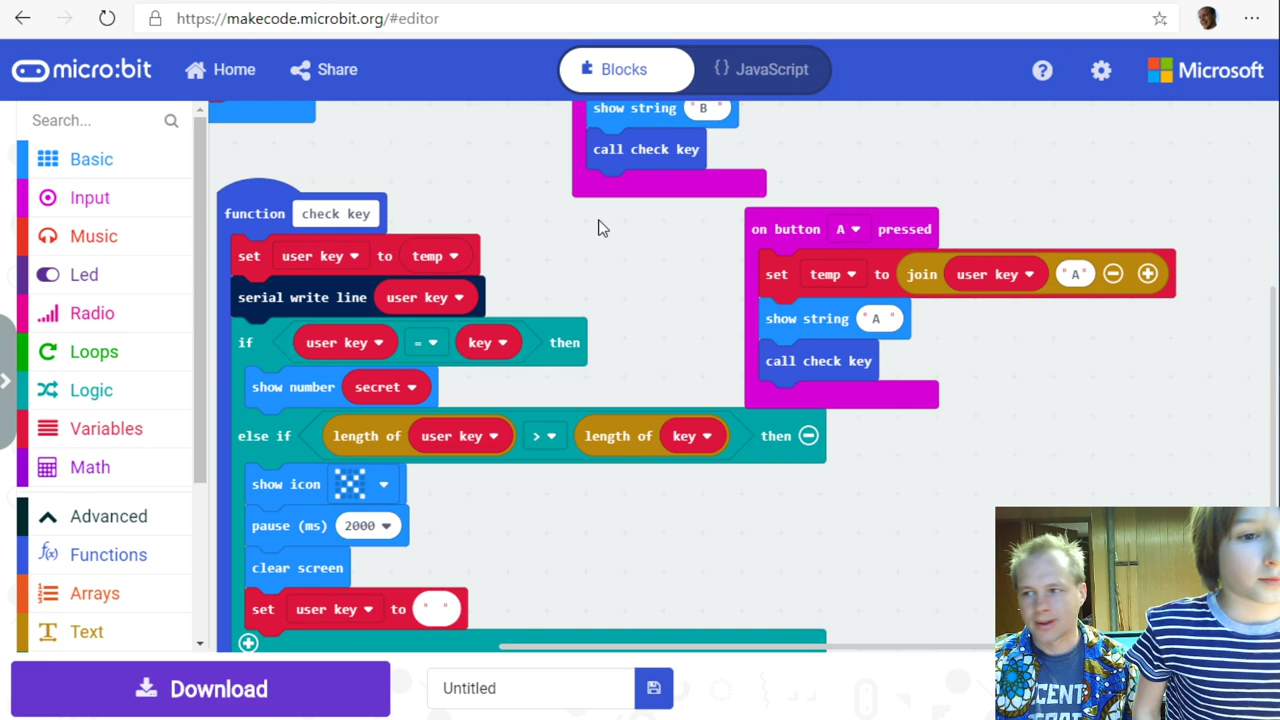 https://makecode.microbit.org/#editor
micro:bit
Home
Share
Blocks
{} JavaScript
Microsoft
Search...
Basic
Input
Music
Led
Radio
Loops
Logic
Variables
Math
Advanced
Functions
Arrays
Text
show string "B "
call check key
function check key
set user key to temp
serial write line user key
if user key = key then
show number secret
else if length of user key > length of key then
show icon
pause (ms) 2000
clear screen
set user key to " "
on button A pressed
set temp to join user key "A"
show string "A "
call check key
Download
Untitled